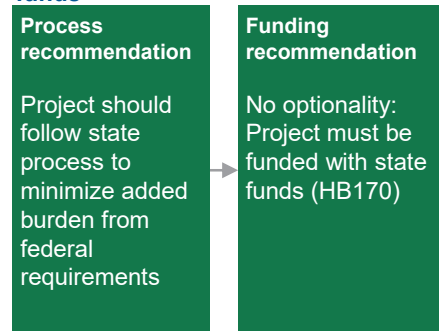 Process
recommendation
Project should
follow state
process to
minimize added
burden from
federal
requirements
Funding
recommendation
No optionality:
Project must be
funded with state
funds (HB170)